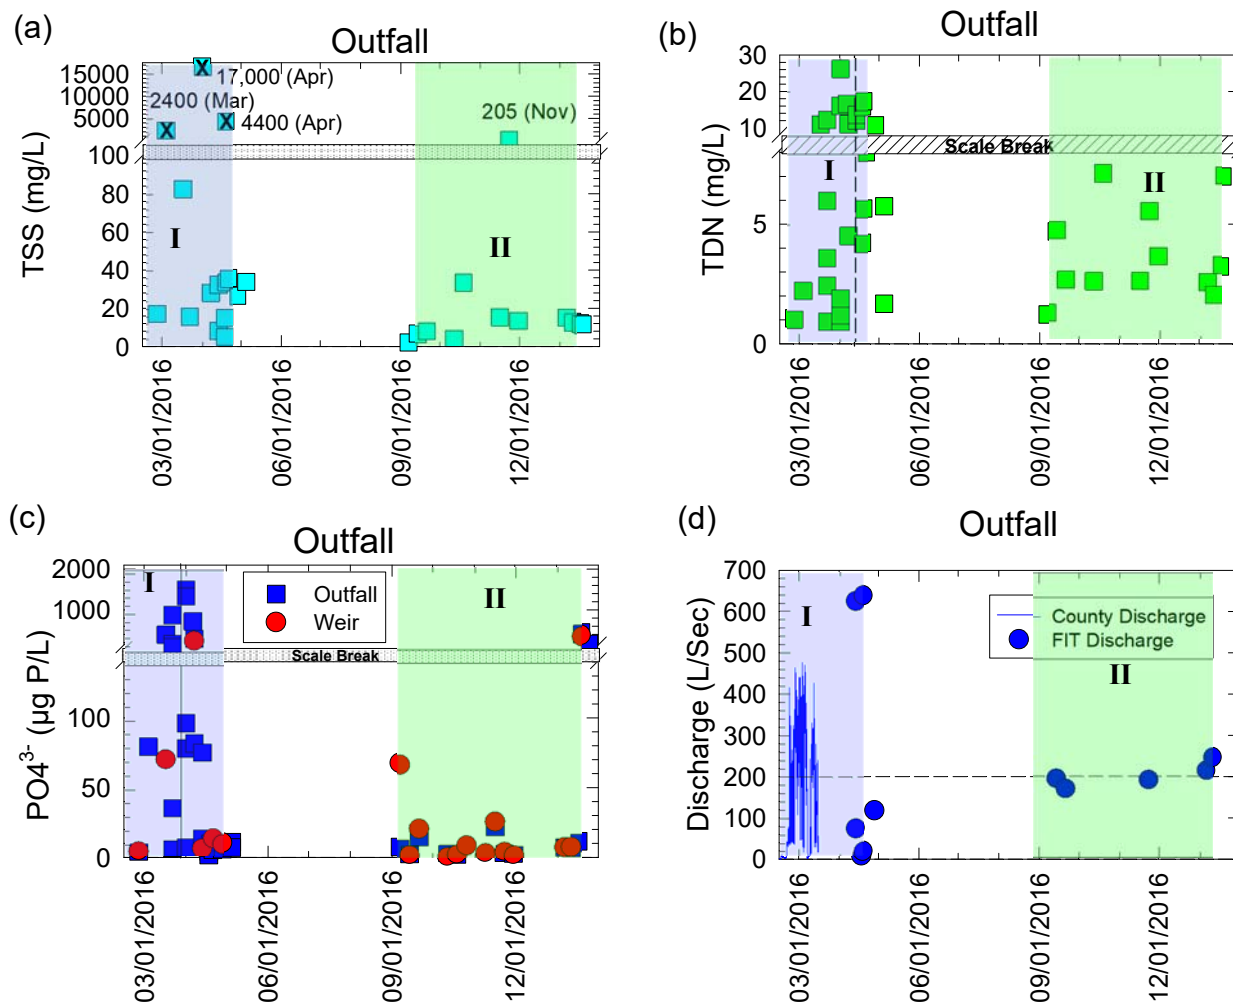 (a)
Outfall
15000
10000
5000
100
80
60
40
20
0
TSS (mg/L)
17,000 (Apr)
2400 (Mar)
4400 (Apr)
205 (Nov)
I
II
03/01/2016
06/01/2016
09/01/2016
12/01/2016
(b)
Outfall
30
20
10
5
0
TDN (mg/L)
Scale Break
I
II
03/01/2016
06/01/2016
09/01/2016
12/01/2016
(c)
Outfall
2000
1000
100
50
0
PO4³⁻ (µg P/L)
I
II
Outfall
Weir
Scale Break
03/01/2016
06/01/2016
09/01/2016
12/01/2016
(d)
Outfall
700
600
500
400
300
200
100
0
Discharge (L/Sec)
I
II
County Discharge
FIT Discharge
03/01/2016
06/01/2016
09/01/2016
12/01/2016